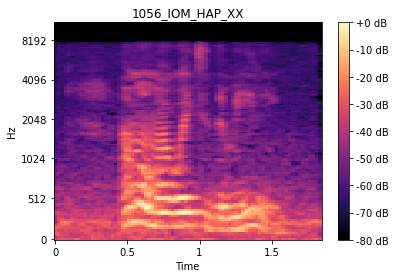 1056_IOM_HAP_XX
+0 dB
8192
-10 dB
4096
-20 dB
-30 dB
2048
-40 dB
Hz
1024
-50 dB
-60 dB
512
-70 dB
0
-80 dB
0
0.5
1
1.5
Time